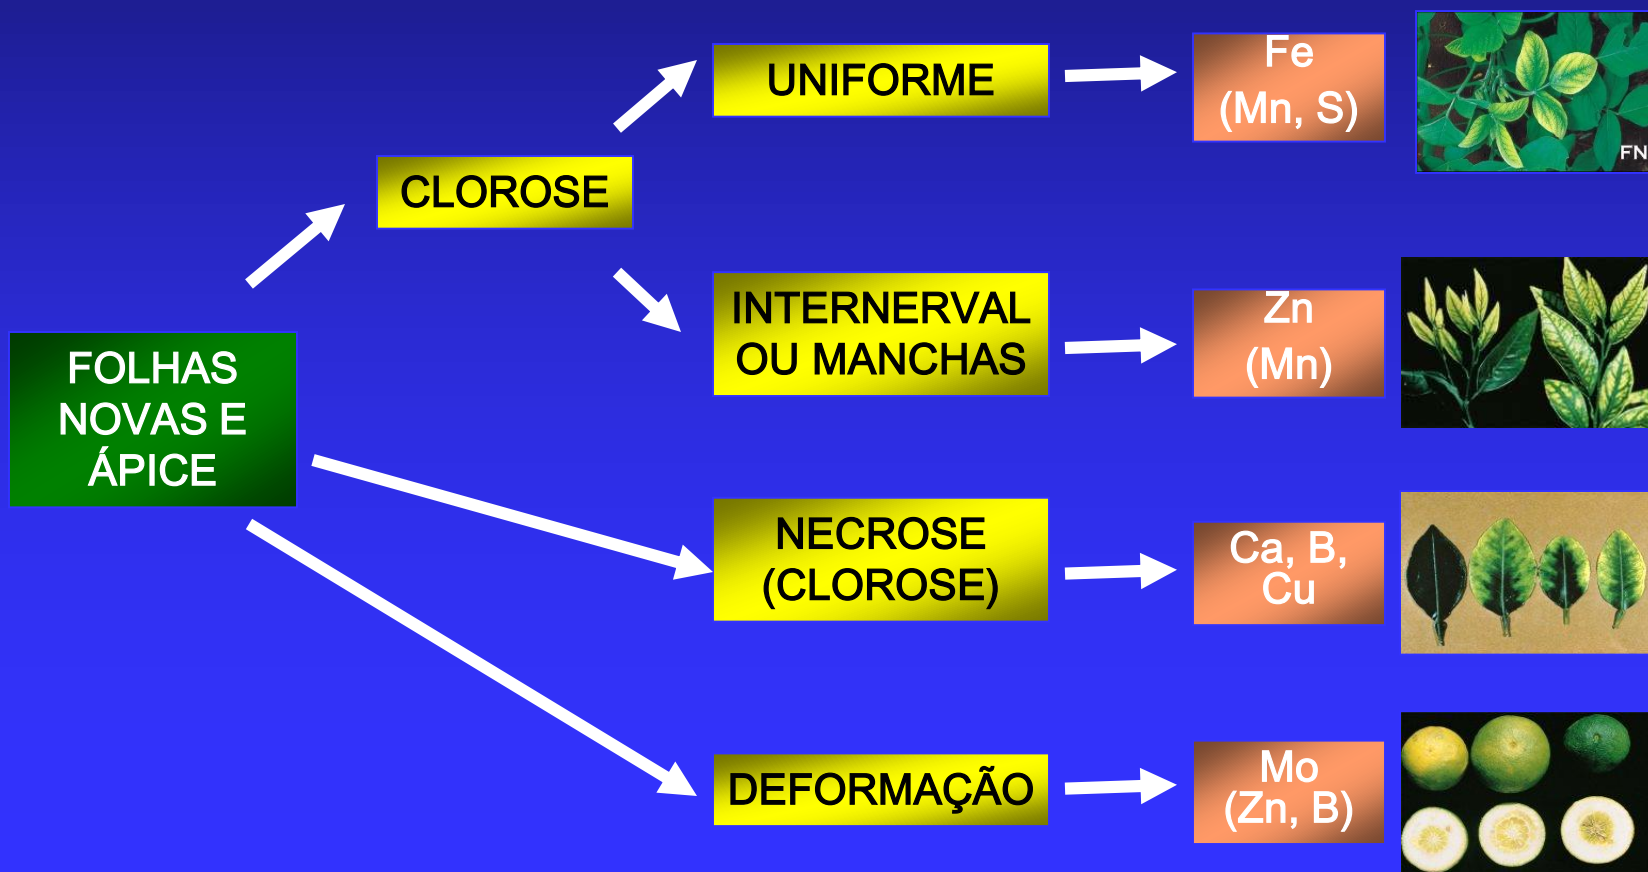 UNIFORME
Fe
(Mn, S)
FN
CLOROSE
INTERNERVAL
OU MANCHAS
Zn
(Mn)
FOLHAS
NOVAS E
ÁPICE
NECROSE
(CLOROSE)
Ca, B,
Cu
DEFORMAÇÃO
Mo
(Zn, B)